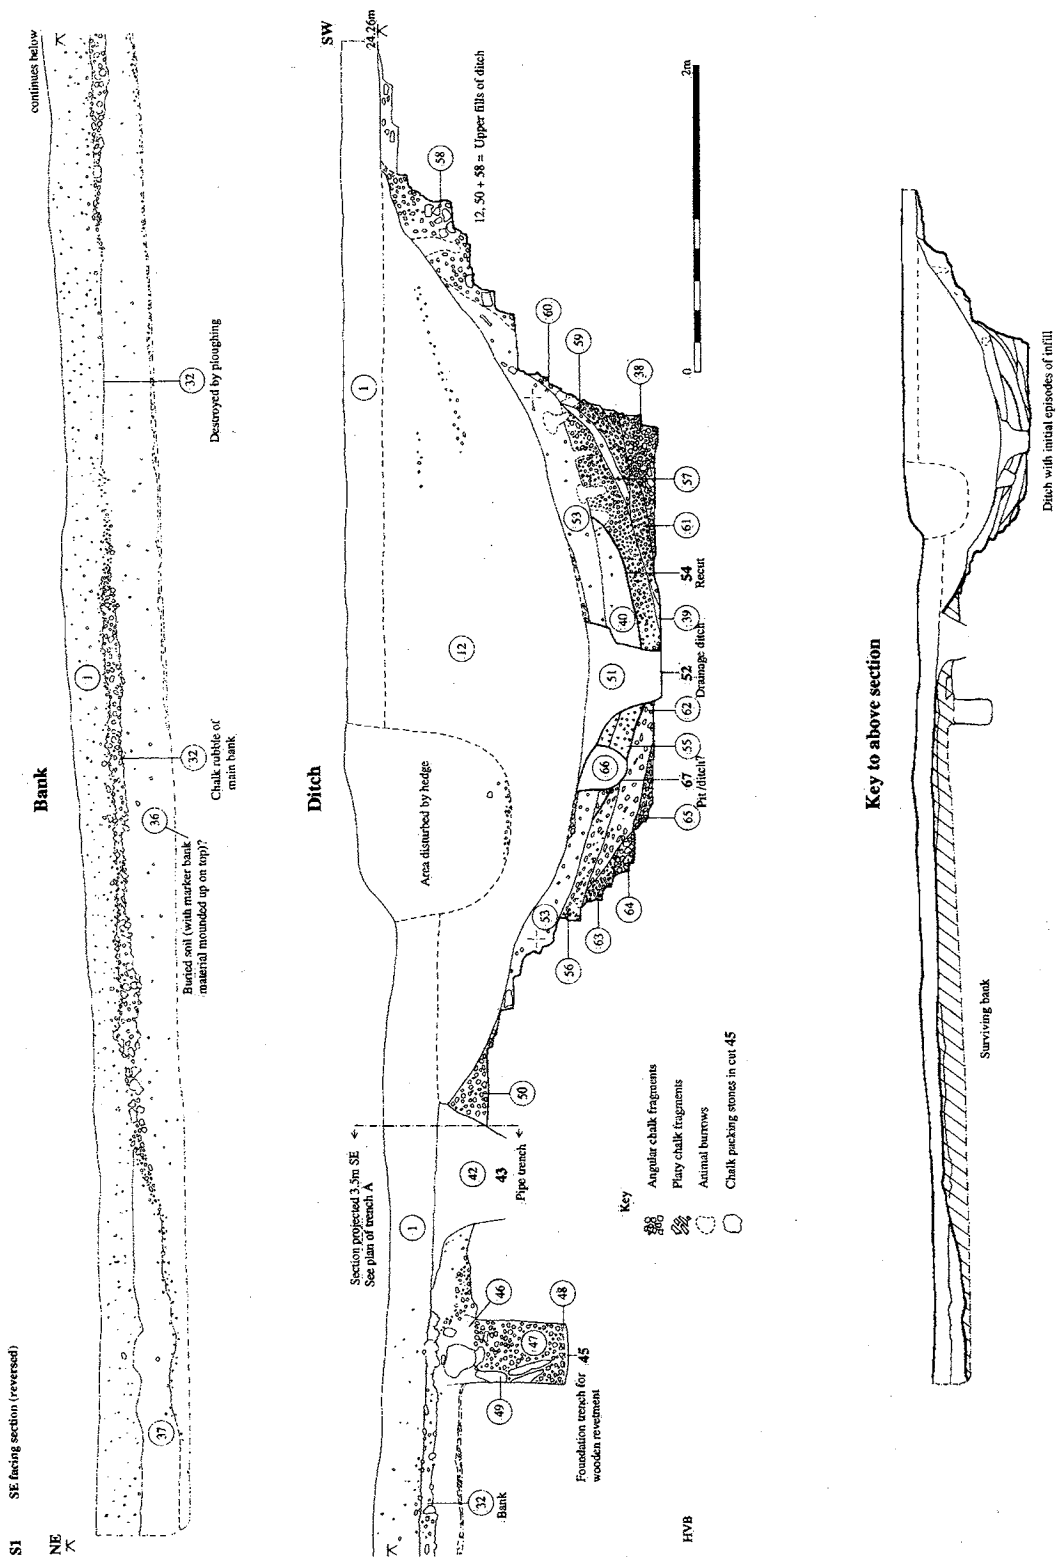 S1
SE facing section (reversed)
NE
Bank
continues below
1
32
Destroyed by ploughing
32
Chalk rubble of
main bank
36
Buried soil (with marker bank
material mounded up on top)?
37
Ditch
SW
24.26m
1
58
12, 50 + 58 = Upper fills of ditch
12
Area disturbed by hedge
60
59
38
57
61
53
54
Recut
40
39
51
52
Drainage ditch
62
55
66
67
Pit /ditch?
65
64
63
53
56
50
Section projected 3.5m SE
See plan of trench A
42
43
Pipe trench
1
46
48
47
45
49
Foundation trench for
wooden revetment
32
Bank
0
2m
Key
Angular chalk fragments
Platy chalk fragments
Animal burrows
Chalk packing stones in cut 45
HVB
Key to above section
Surviving bank
Ditch with initial episodes of infill